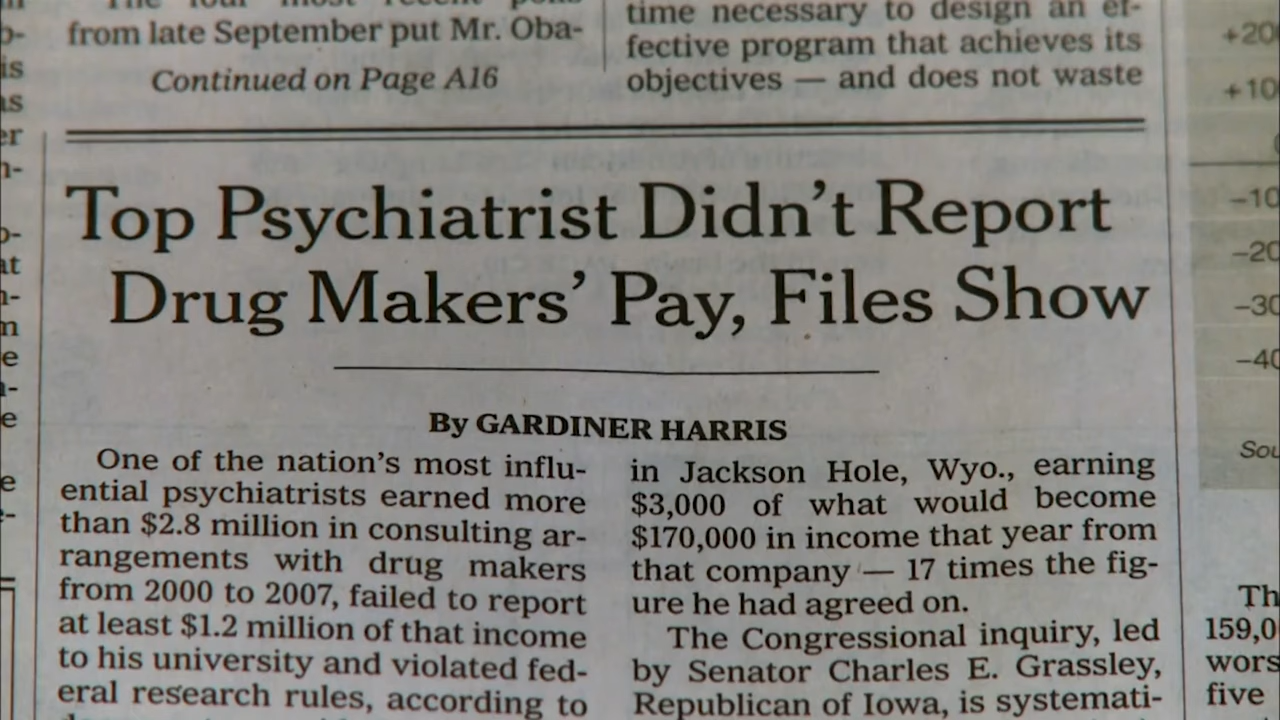 from late September put Mr. Oba-
Continued on Page A16
time necessary to design an ef-
fective program that achieves its
objectives — and does not waste
Top Psychiatrist Didn't Report
Drug Makers' Pay, Files Show
By GARDINER HARRIS
One of the nation's most influ-
ential psychiatrists earned more
than $2.8 million in consulting ar-
rangements with drug makers
from 2000 to 2007, failed to report
at least $1.2 million of that income
to his university and violated fed-
eral research rules, according to
in Jackson Hole, Wyo., earning
$3,000 of what would become
$170,000 in income that year from
that company — 17 times the fig-
ure he had agreed on.
The Congressional inquiry, led
by Senator Charles E. Grassley,
Republican of Iowa, is systemati-
+20
+10
–10
–20
–30
–40
Th
159,0
wors
five